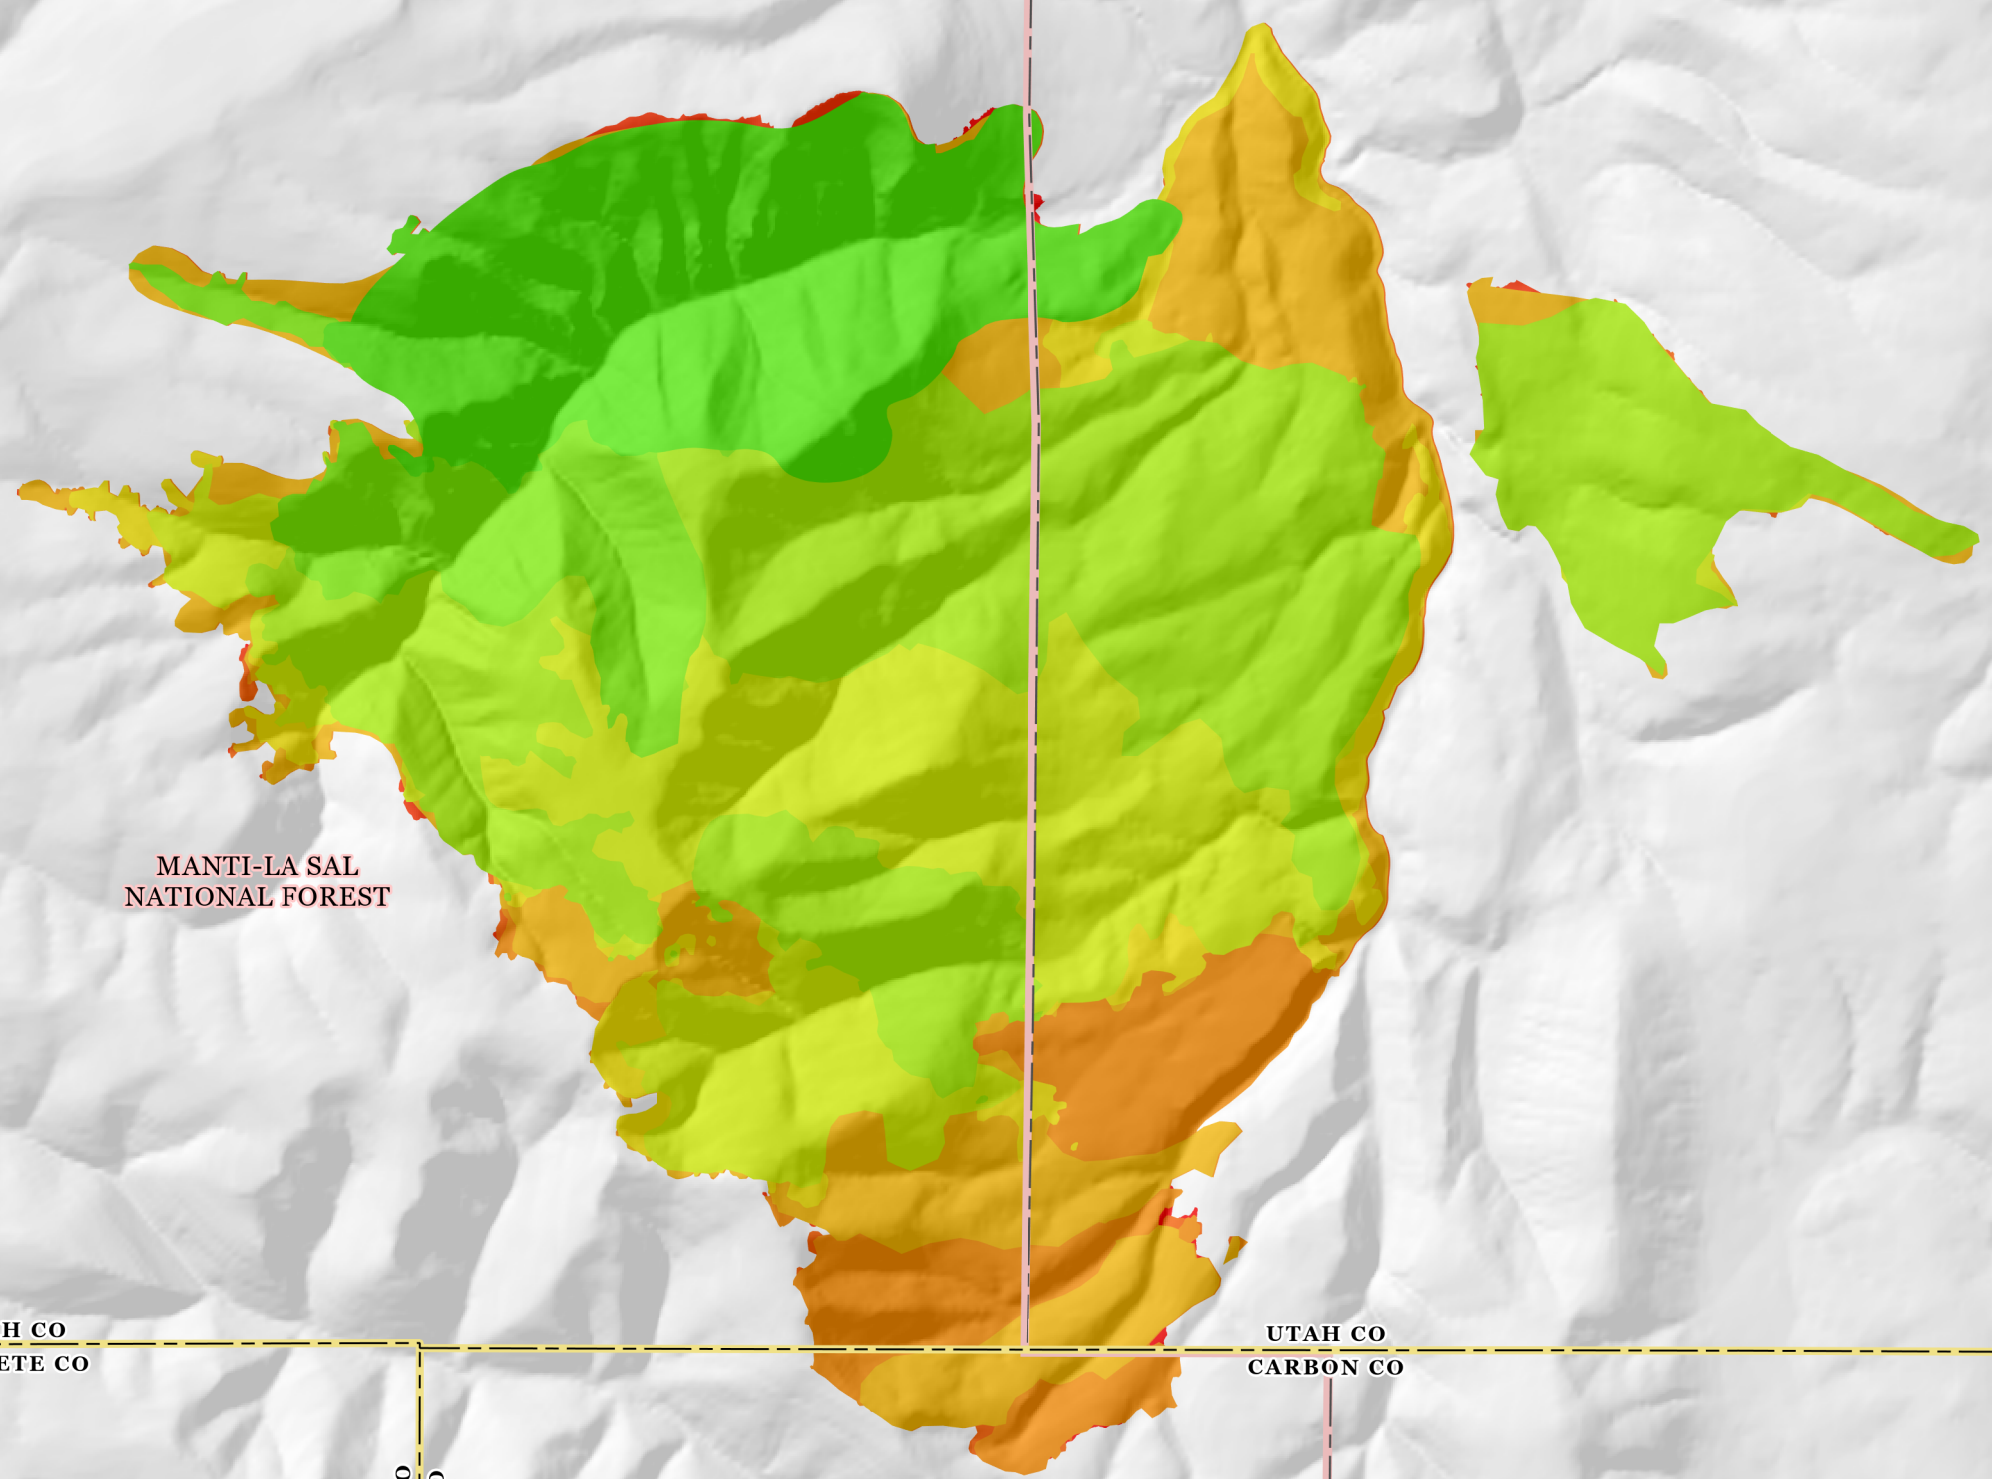 MANTI-LA SAL
NATIONAL FOREST
H CO
ETE CO
UTAH CO
CARBON CO